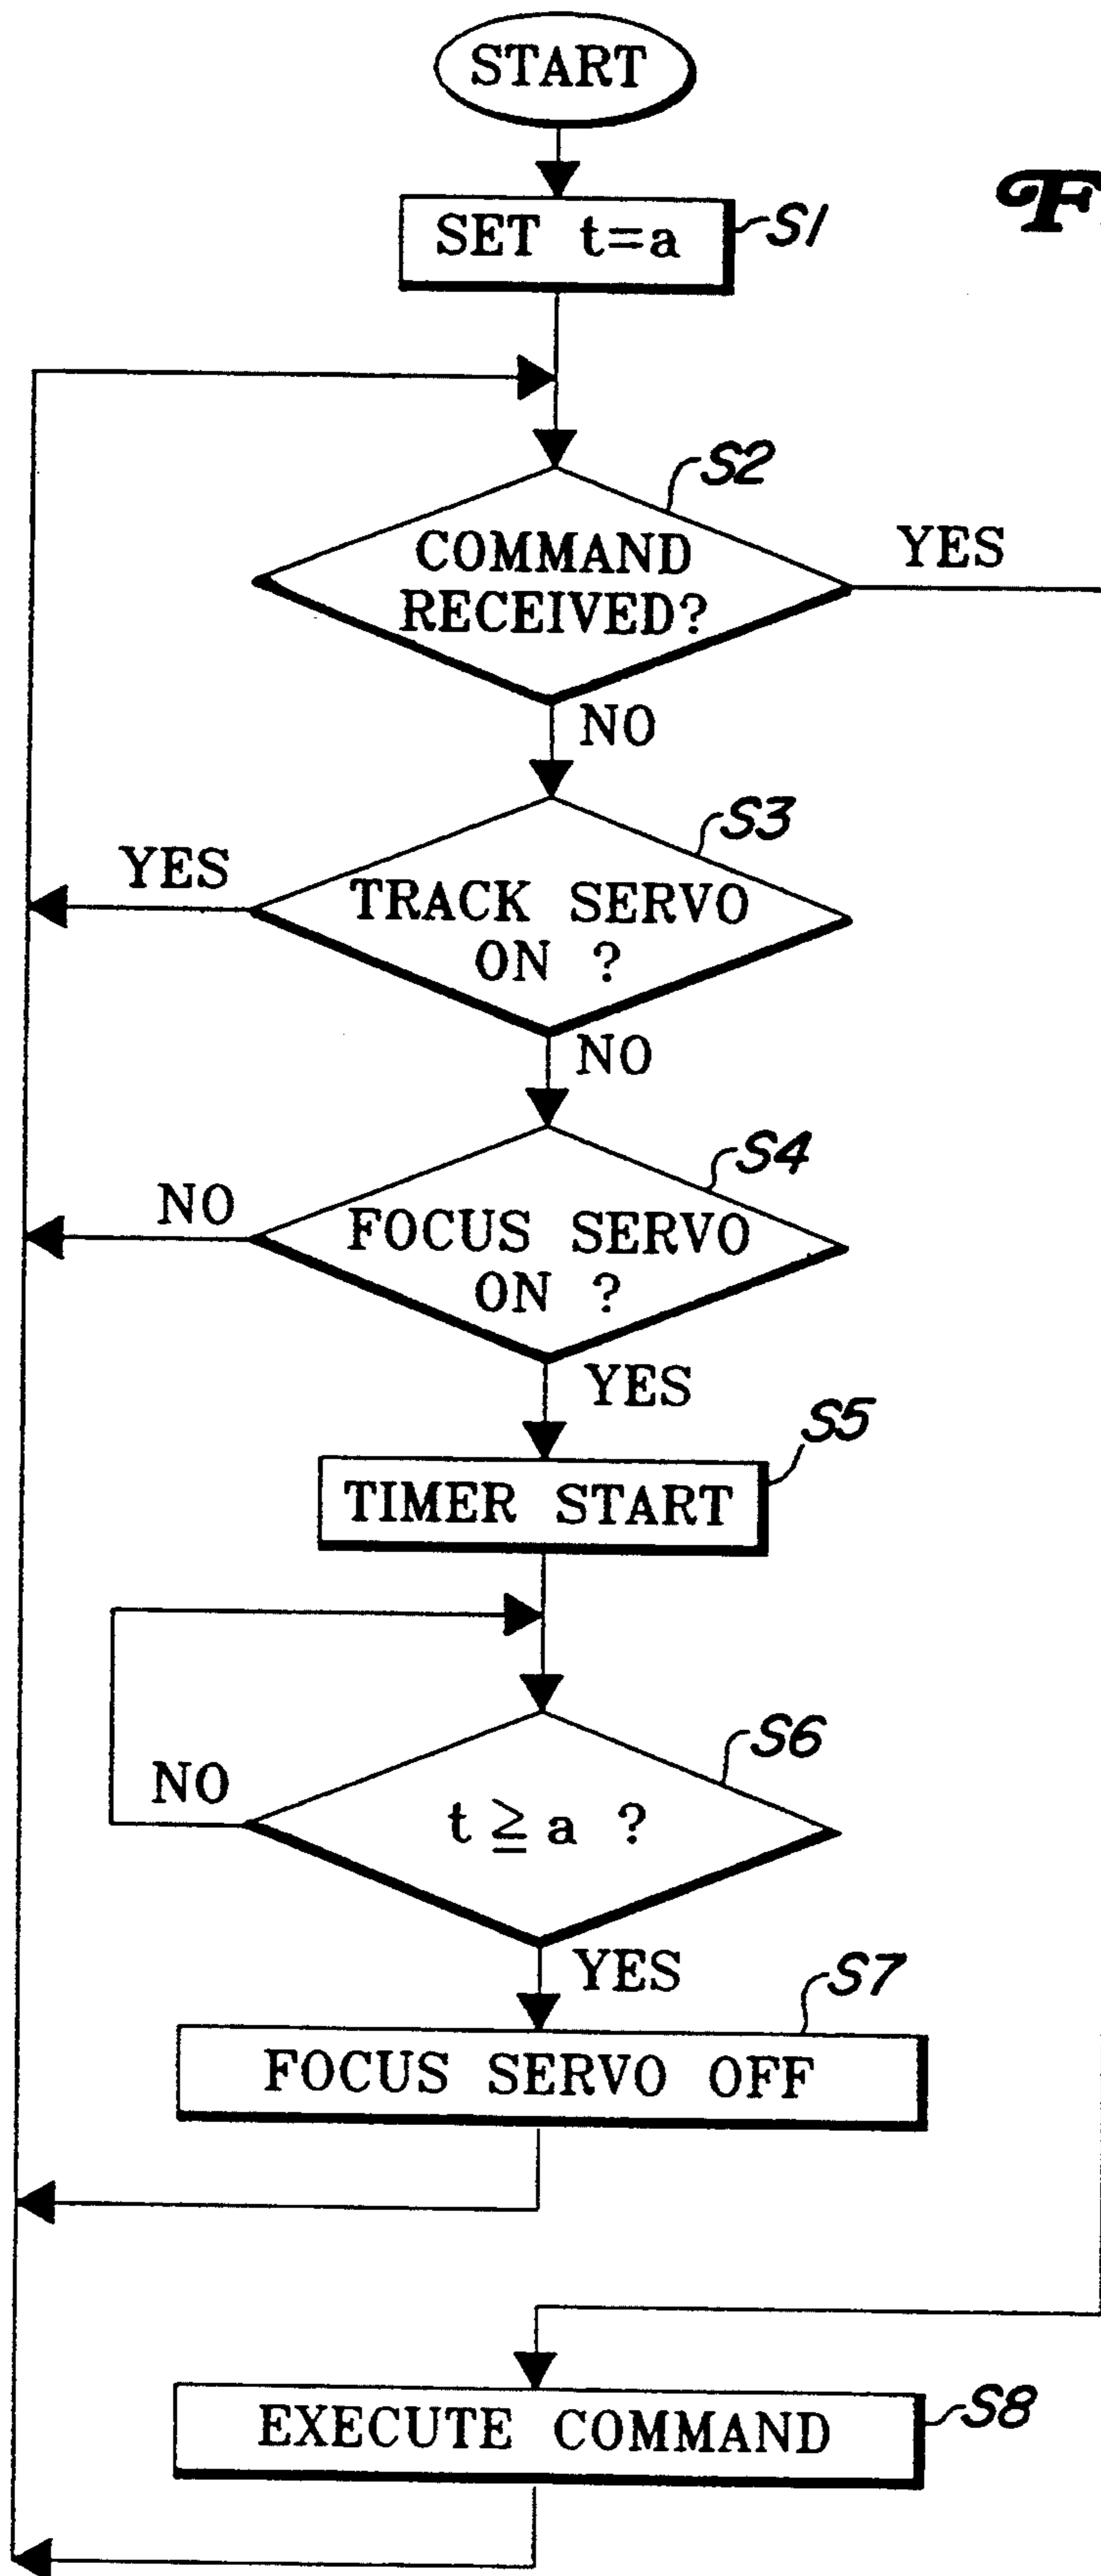 START
SET t=a
S1
COMMAND
RECEIVED?
S2
YES
NO
TRACK SERVO
ON ?
S3
YES
NO
FOCUS SERVO
ON ?
S4
NO
YES
TIMER START
S5
t ≧ a ?
S6
NO
YES
FOCUS SERVO OFF
S7
EXECUTE COMMAND
S8